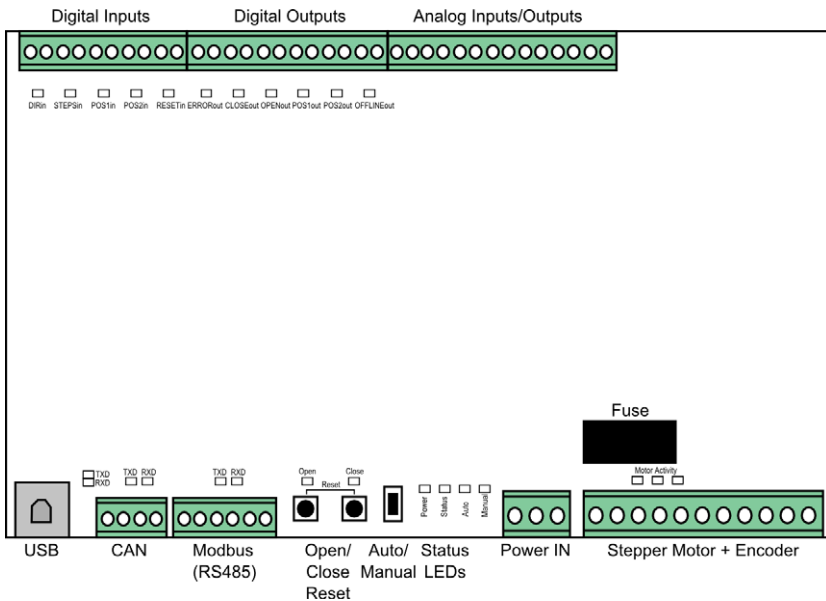 Digital Inputs Digital Outputs Analog Inputs/Outputs
DIRin STEPSin POS1in POS2in RESETin ERRORout CLOSEout OPENout POS1out POS2out OFFLINEout
Fuse
Motor Activity
TXD
RXD
TXD RXD
TXD RXD
Open Close
Reset
Power
Status
Auto
Manual
USB
CAN
Modbus
(RS485)
Open/
Close
Reset
Auto/
Manual
Status
LEDs
Power IN
Stepper Motor + Encoder